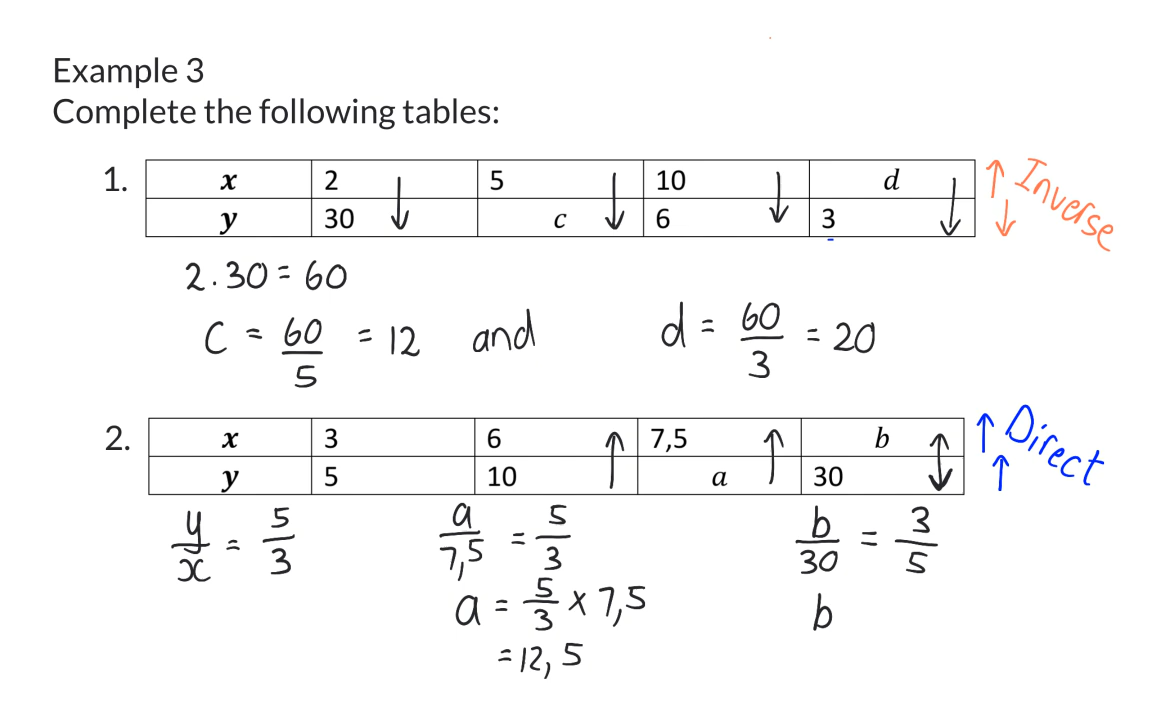 Example 3
Complete the following tables:
1. x 2 5 10 d
y 30 c 6 3
↑ Inverse ↓
2.30 = 60
C = 60/5 = 12 and d = 60/3 = 20
2. x 3 6 7,5 b
y 5 10 a 30
↑ Direct ↑
y/x = 5/3 a/7,5 = 5/3 b/30 = 3/5
a = 5/3 × 7,5 b
= 12,5